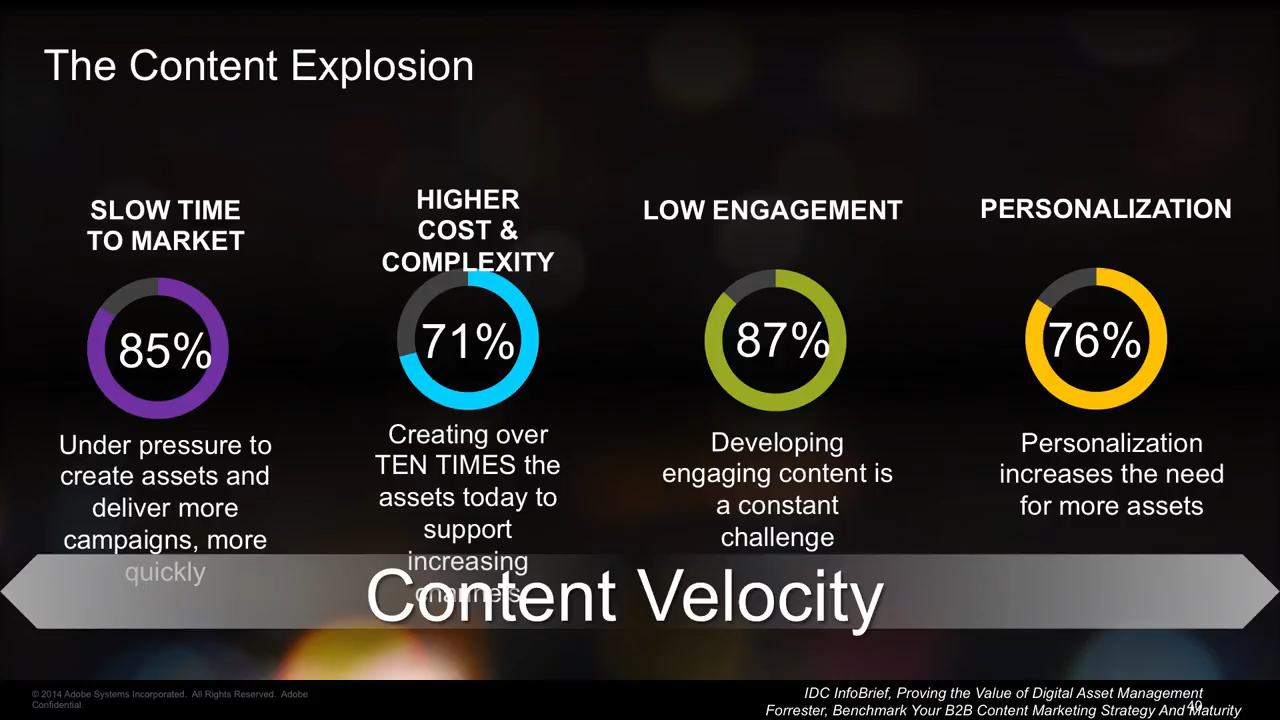 The Content Explosion
SLOW TIME
TO MARKET
85%
Under pressure to
create assets and
deliver more
campaigns, more
quickly
HIGHER
COST &
COMPLEXITY
71%
Creating over
TEN TIMES the
assets today to
support
increasing
channels
LOW ENGAGEMENT
87%
Developing
engaging content is
a constant
challenge
PERSONALIZATION
76%
Personalization
increases the need
for more assets
Content Velocity
© 2014 Adobe Systems Incorporated. All Rights Reserved. Adobe
Confidential.
IDC InfoBrief, Proving the Value of Digital Asset Management
Forrester, Benchmark Your B2B Content Marketing Strategy And Maturity
49